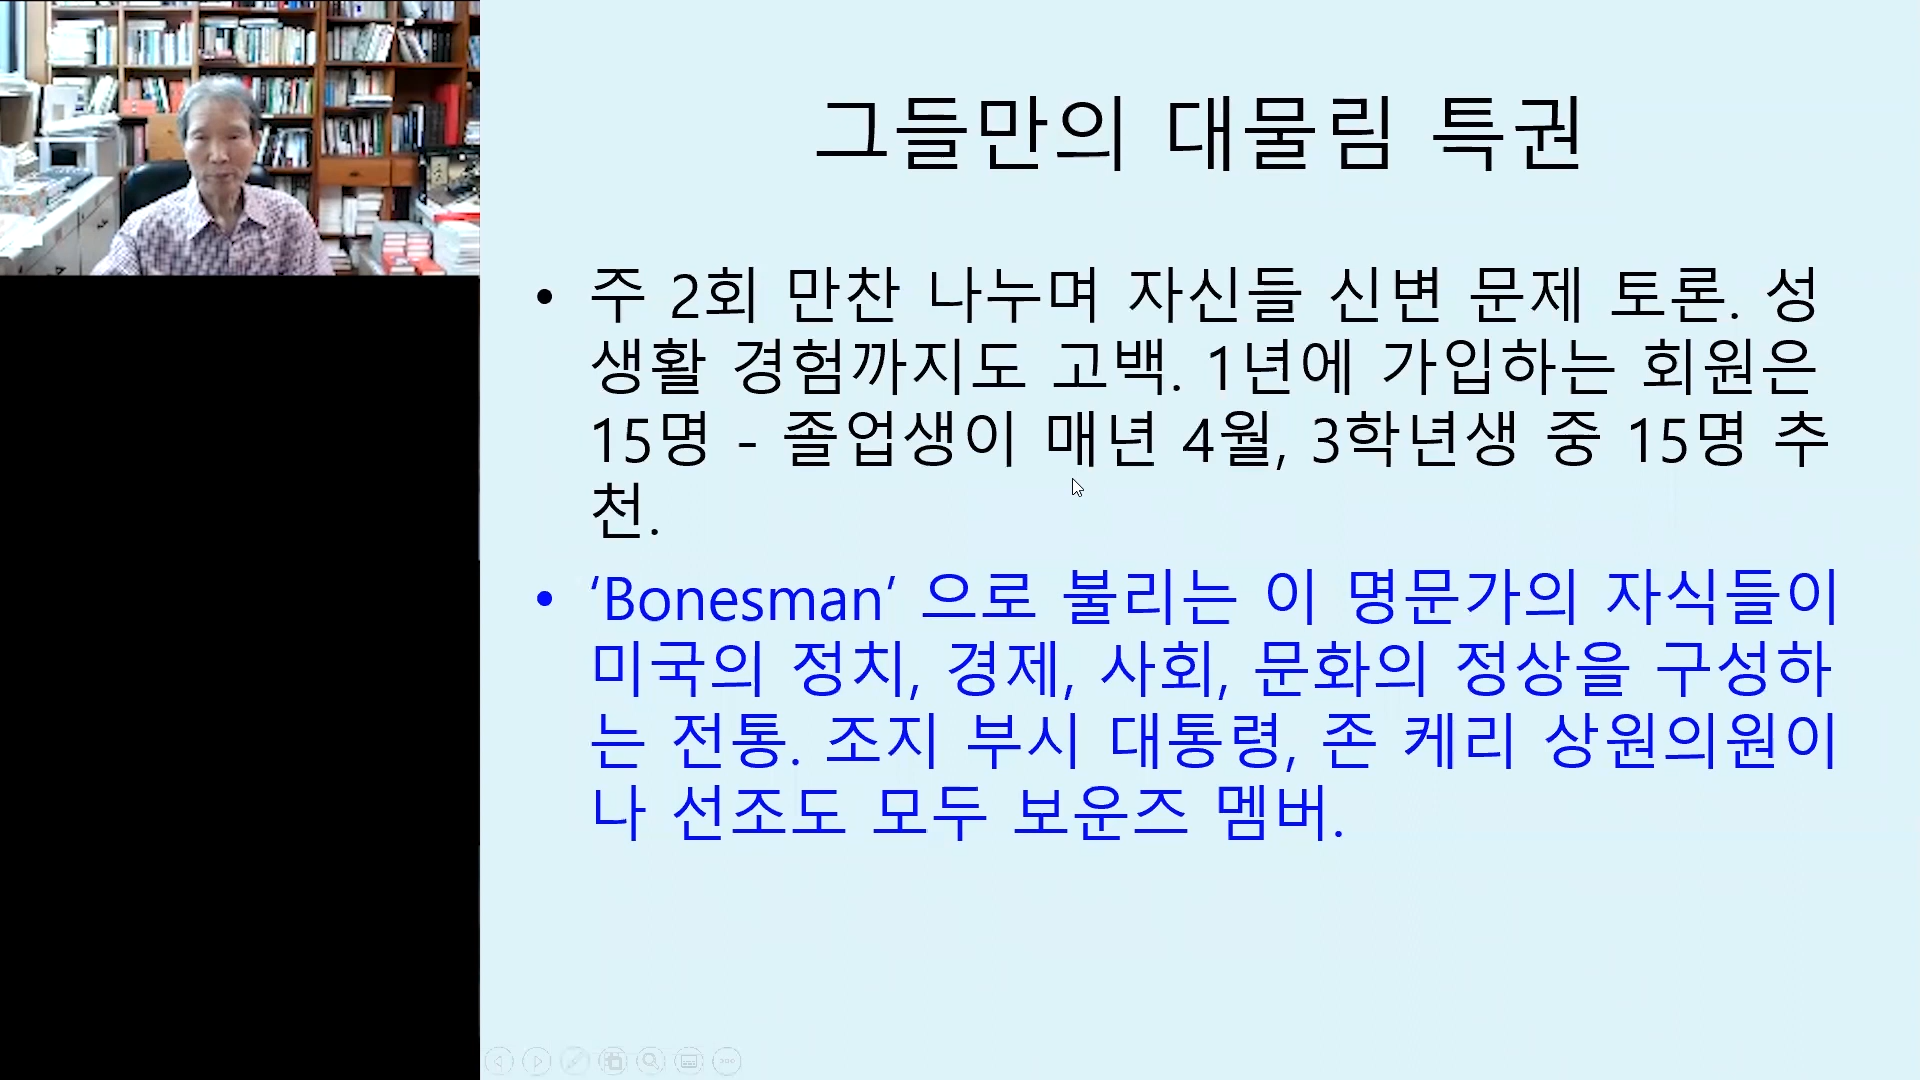 그들만의 대물림 특권
• 주 2회 만찬 나누며 자신들 신변 문제 토론. 성
생활 경험까지도 고백. 1년에 가입하는 회원은
15명 - 졸업생이 매년 4월, 3학년생 중 15명 추
천.
• ‘Bonesman’ 으로 불리는 이 명문가의 자식들이
미국의 정치, 경제, 사회, 문화의 정상을 구성하
는 전통. 조지 부시 대통령, 존 케리 상원의원이
나 선조도 모두 보운즈 멤버.